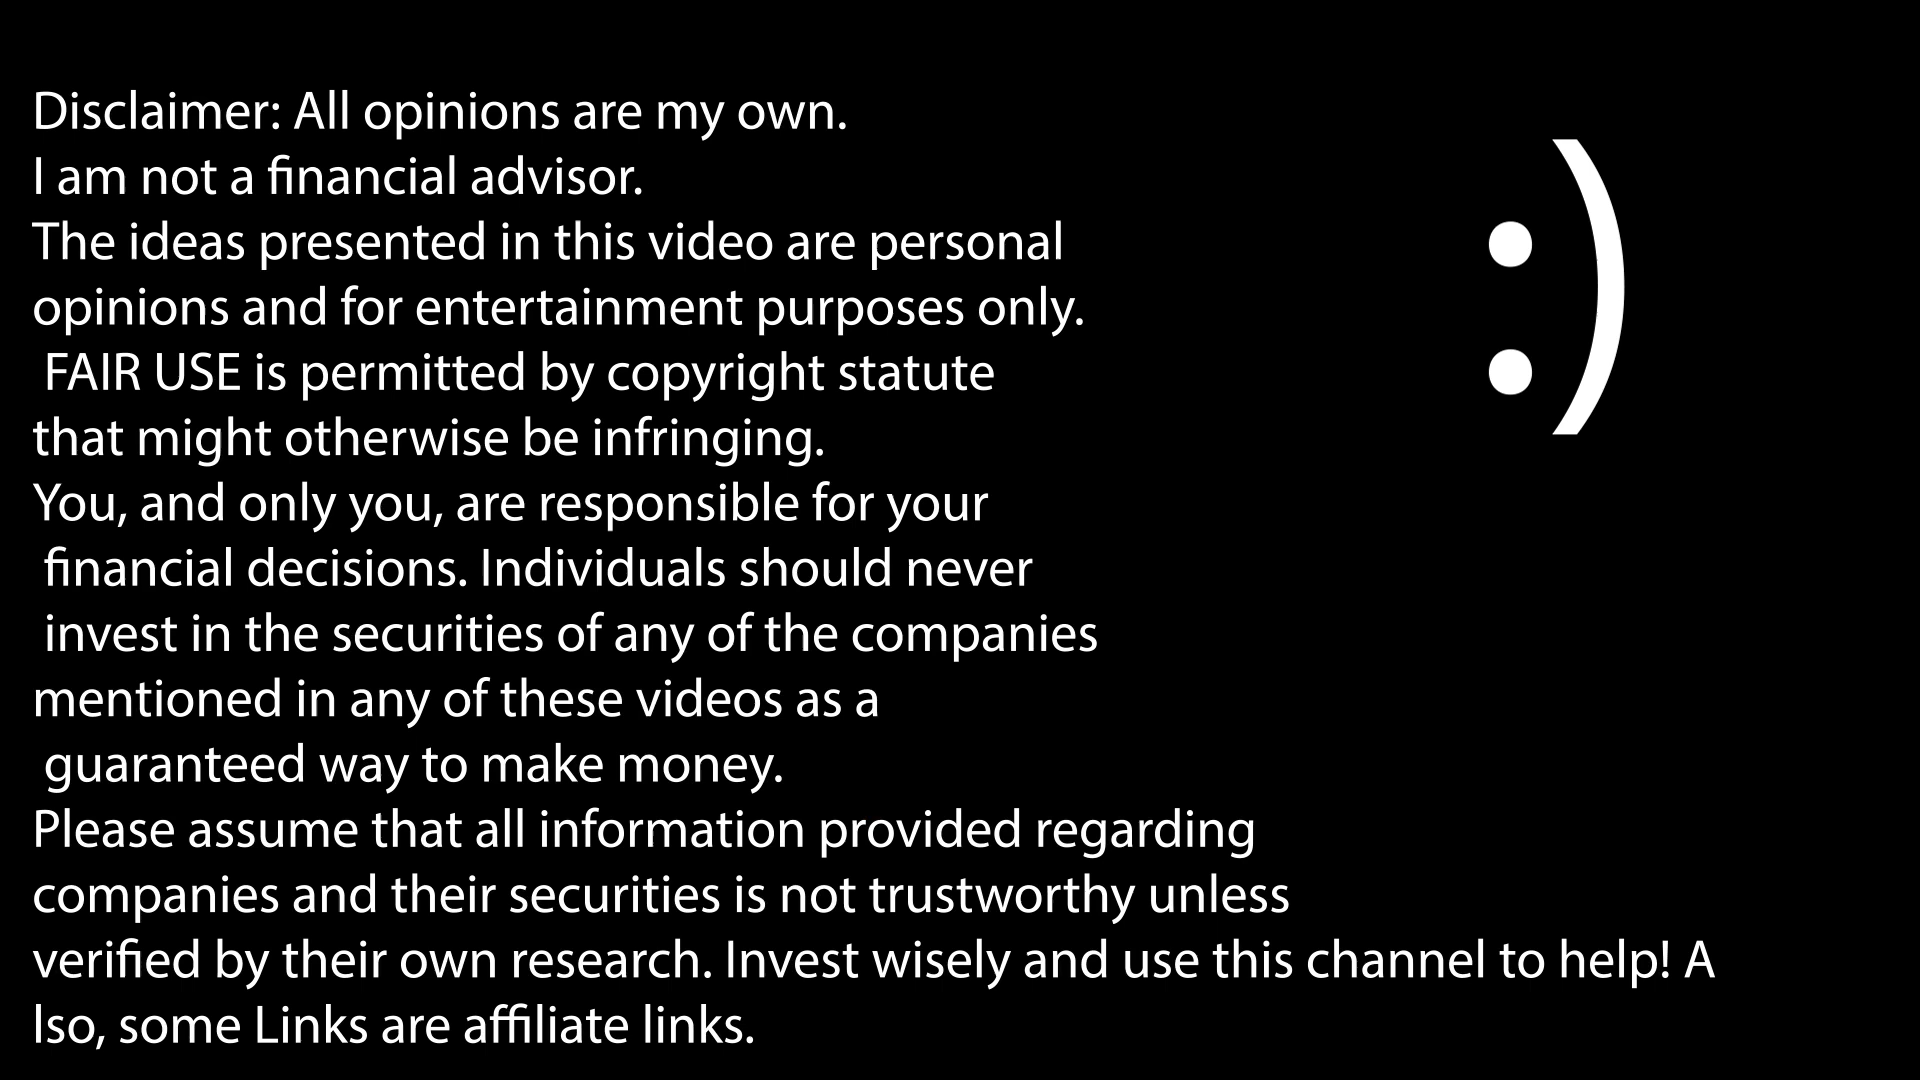 Disclaimer: All opinions are my own.
I am not a financial advisor.
The ideas presented in this video are personal
opinions and for entertainment purposes only.
FAIR USE is permitted by copyright statute
that might otherwise be infringing.
You, and only you, are responsible for your
financial decisions. Individuals should never
invest in the securities of any of the companies
mentioned in any of these videos as a
guaranteed way to make money.
Please assume that all information provided regarding
companies and their securities is not trustworthy unless
verified by their own research. Invest wisely and use this channel to help! A
lso, some Links are affiliate links.
:)